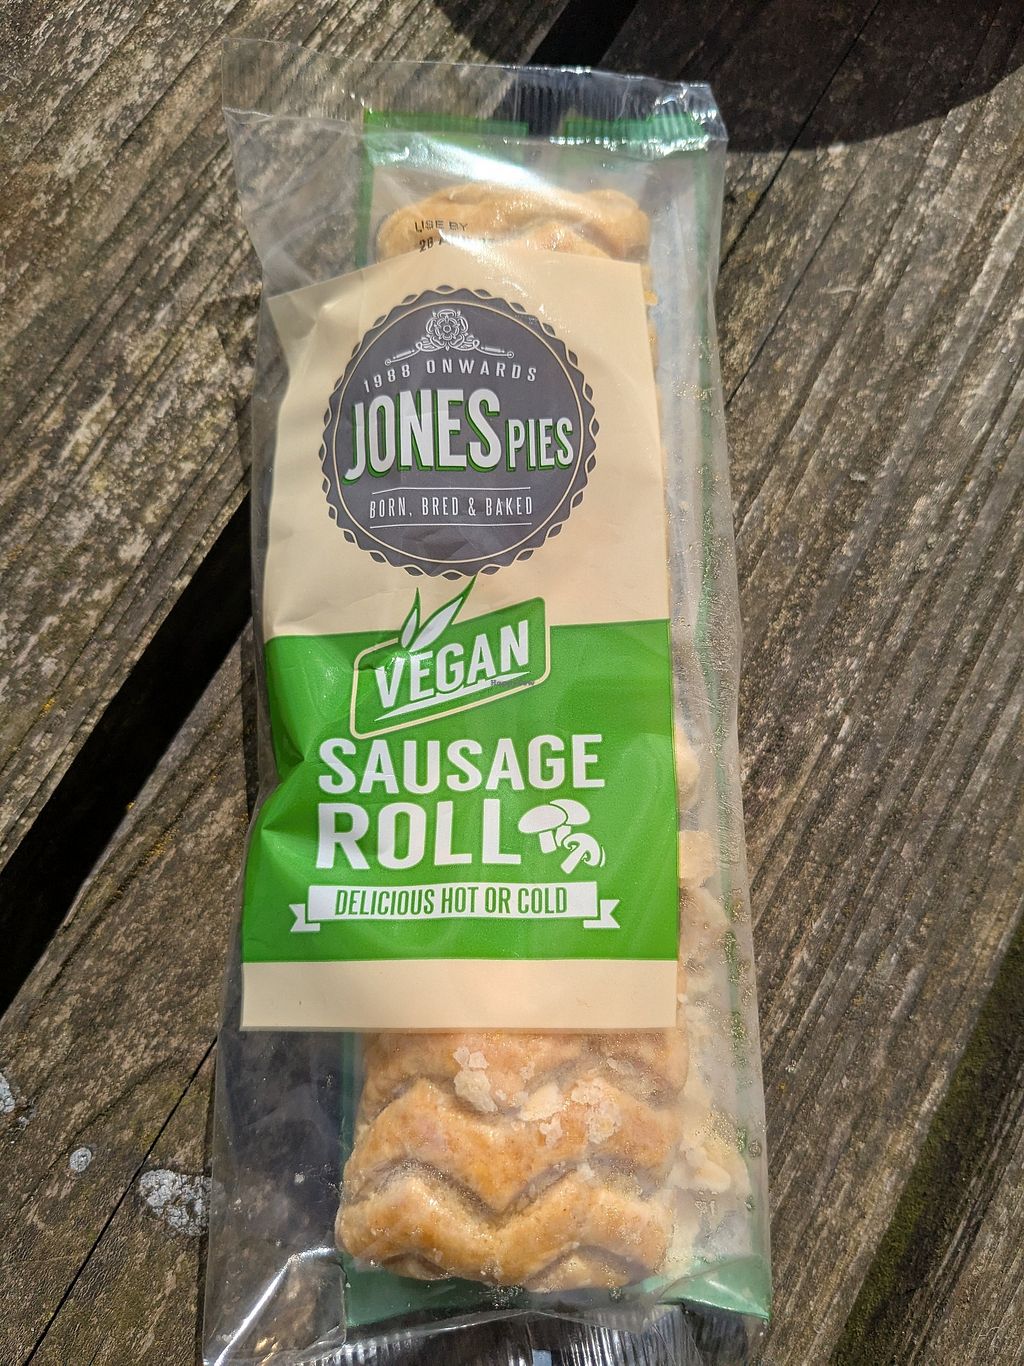 USE BY
1988 ONWARDS
JONES PIES
BORN, BRED & BAKED
VEGAN
SAUSAGE
ROLL
DELICIOUS HOT OR COLD